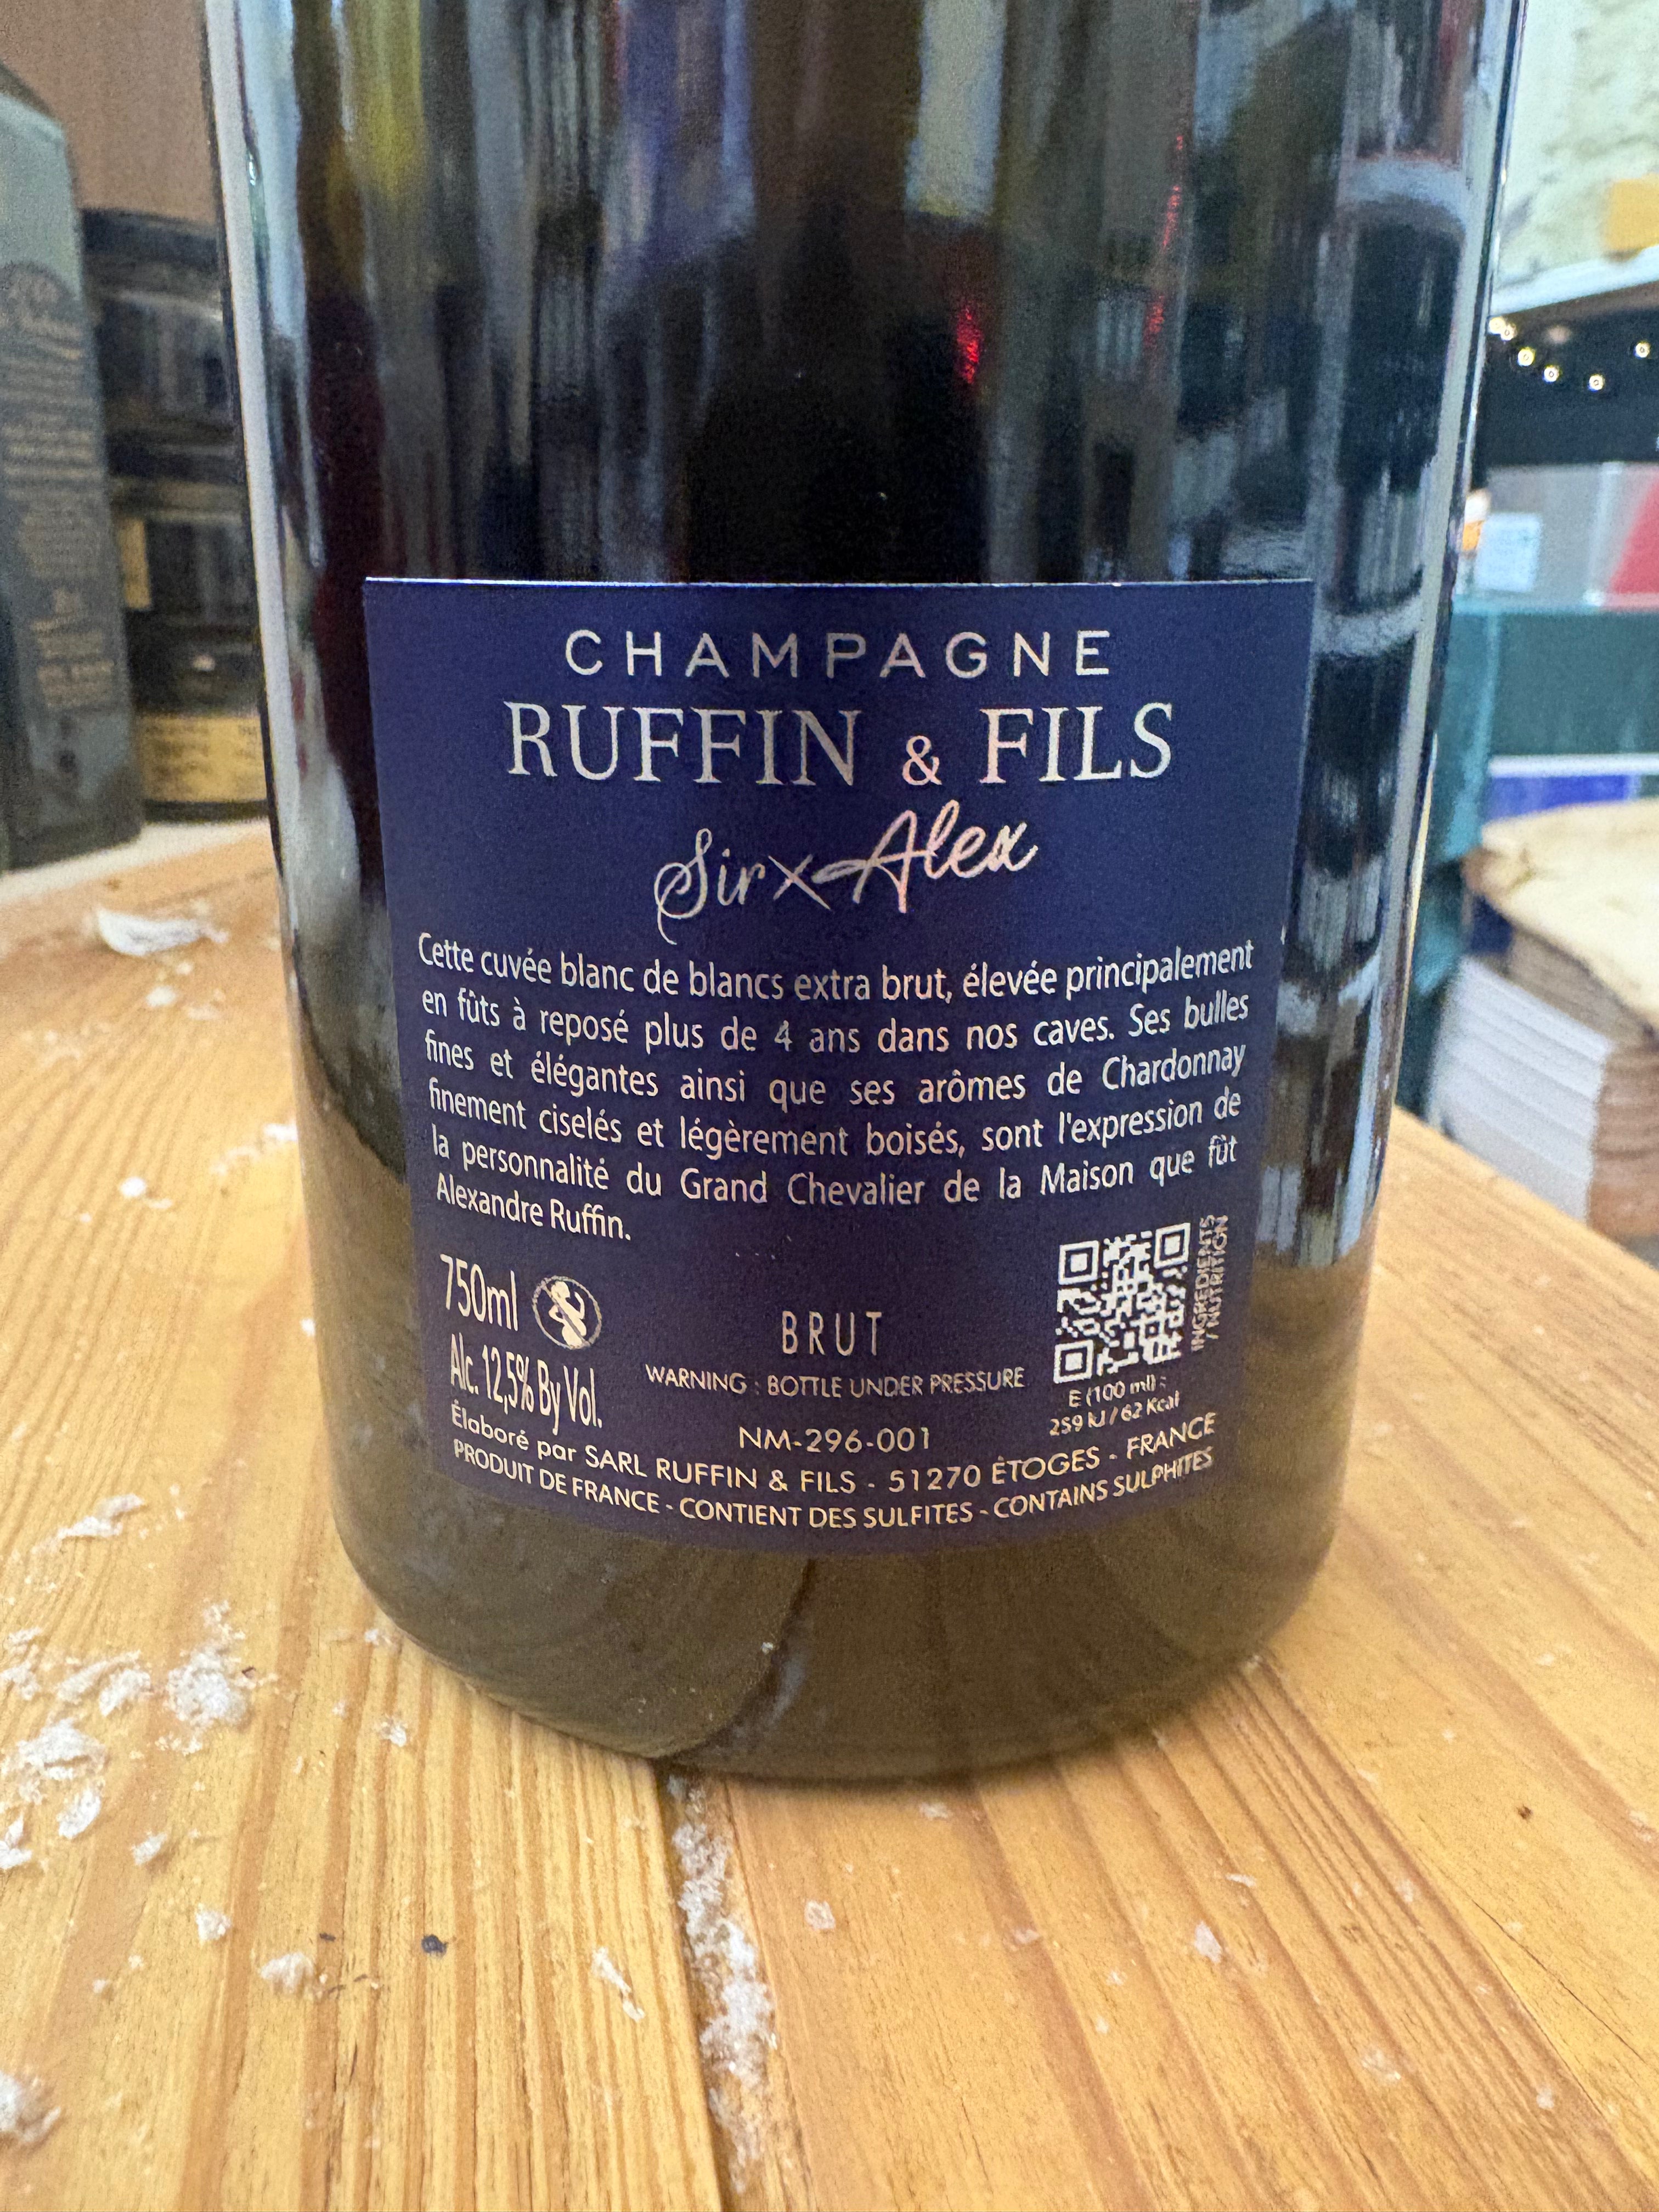 CHAMPAGNE
RUFFIN & FILS
Sir x Alex
Cette cuvée blanc de blancs extra brut, élevée principalement
en fûts à reposé plus de 4 ans dans nos caves. Ses bulles
fines et élégantes ainsi que ses arômes de Chardonnay
finement ciselés et légèrement boisés, sont l'expression de
la personnalité du Grand Chevalier de la Maison que fût
Alexandre Ruffin.
750ml
Alc. 12,5% By Vol.
BRUT
WARNING : BOTTLE UNDER PRESSURE
INGREDIENTS
/ NUTRITION
E (100 ml) :
259 kJ / 62 Kcal
NM-296-001
Élaboré par SARL RUFFIN & FILS - 51270 ÉTOGES - FRANCE
PRODUIT DE FRANCE - CONTIENT DES SULFITES - CONTAINS SULPHITES